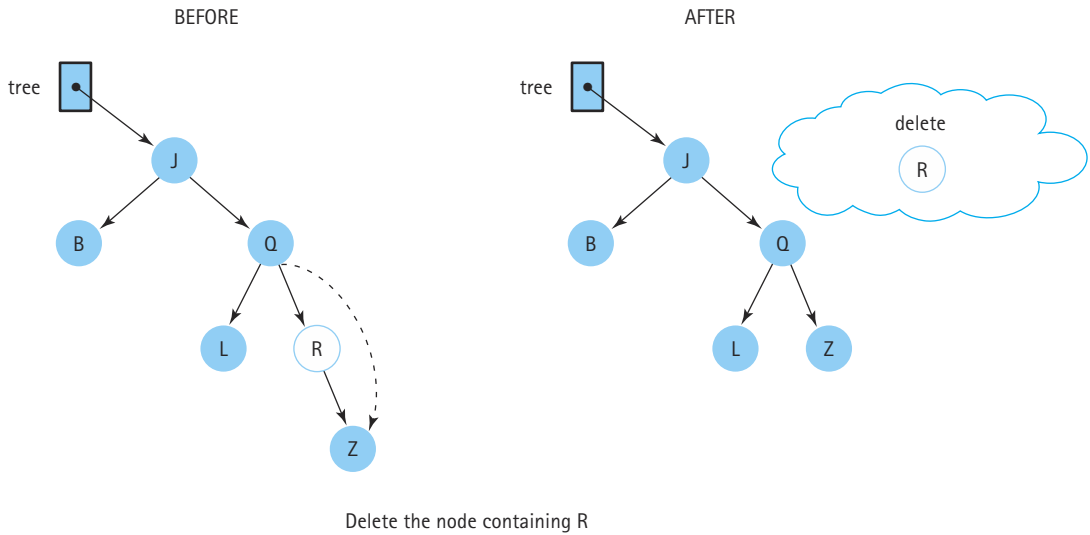 BEFORE
AFTER
tree
J
B
Q
L
R
Z
tree
J
B
Q
L
Z
delete
R
Delete the node containing R